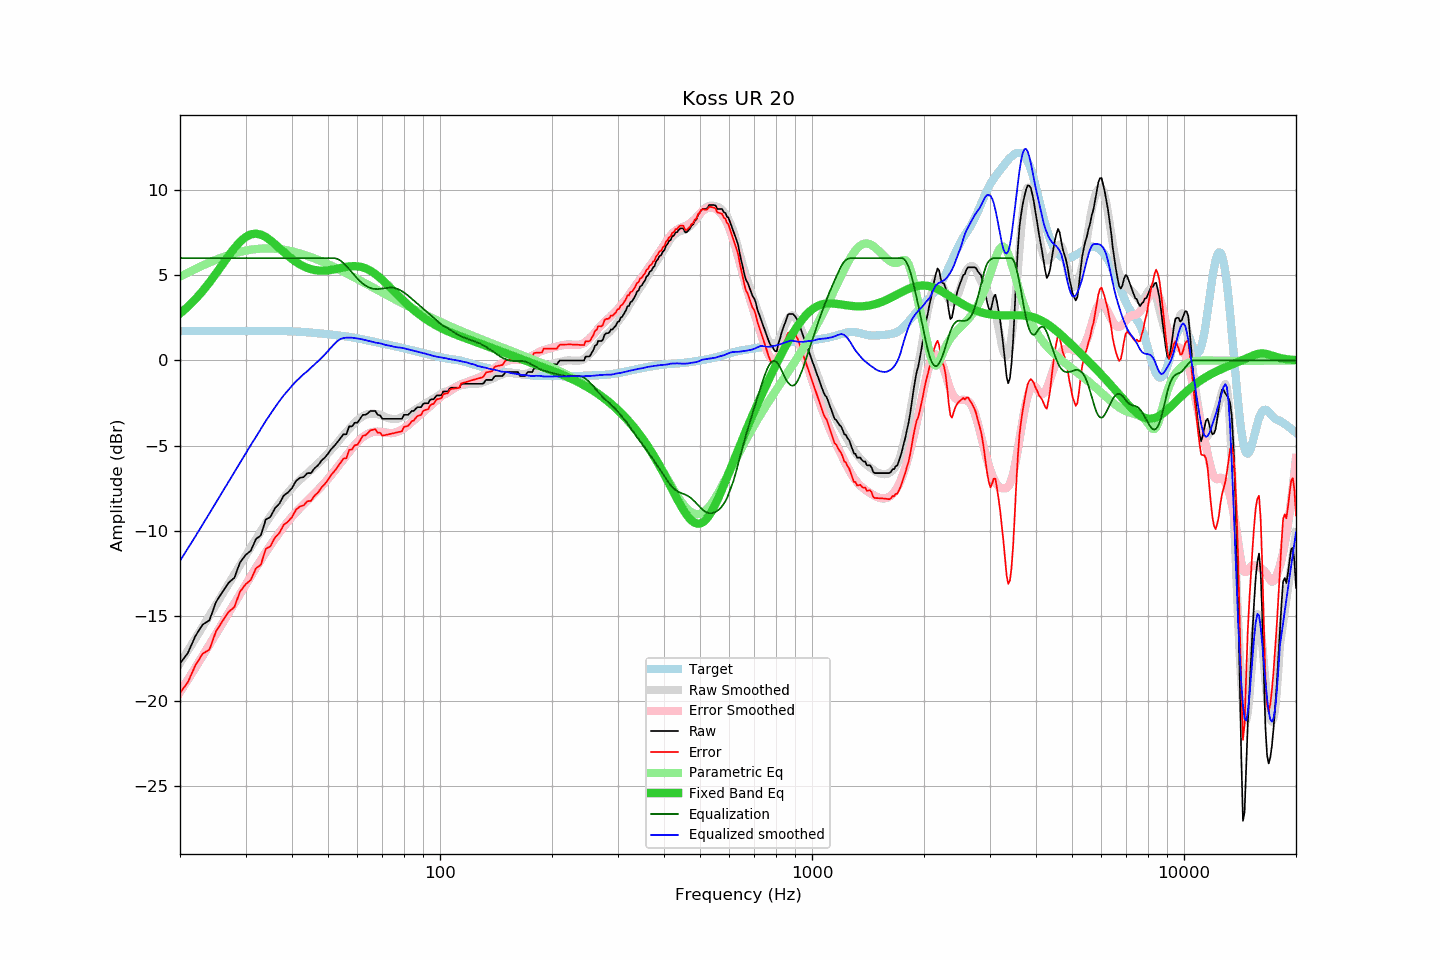 Koss UR 20
Amplitude (dBr)
10
5
0
−5
−10
−15
−20
−25
Target
Raw Smoothed
Error Smoothed
Raw
Error
Parametric Eq
Fixed Band Eq
Equalization
Equalized smoothed
100
1000
10000
Frequency (Hz)